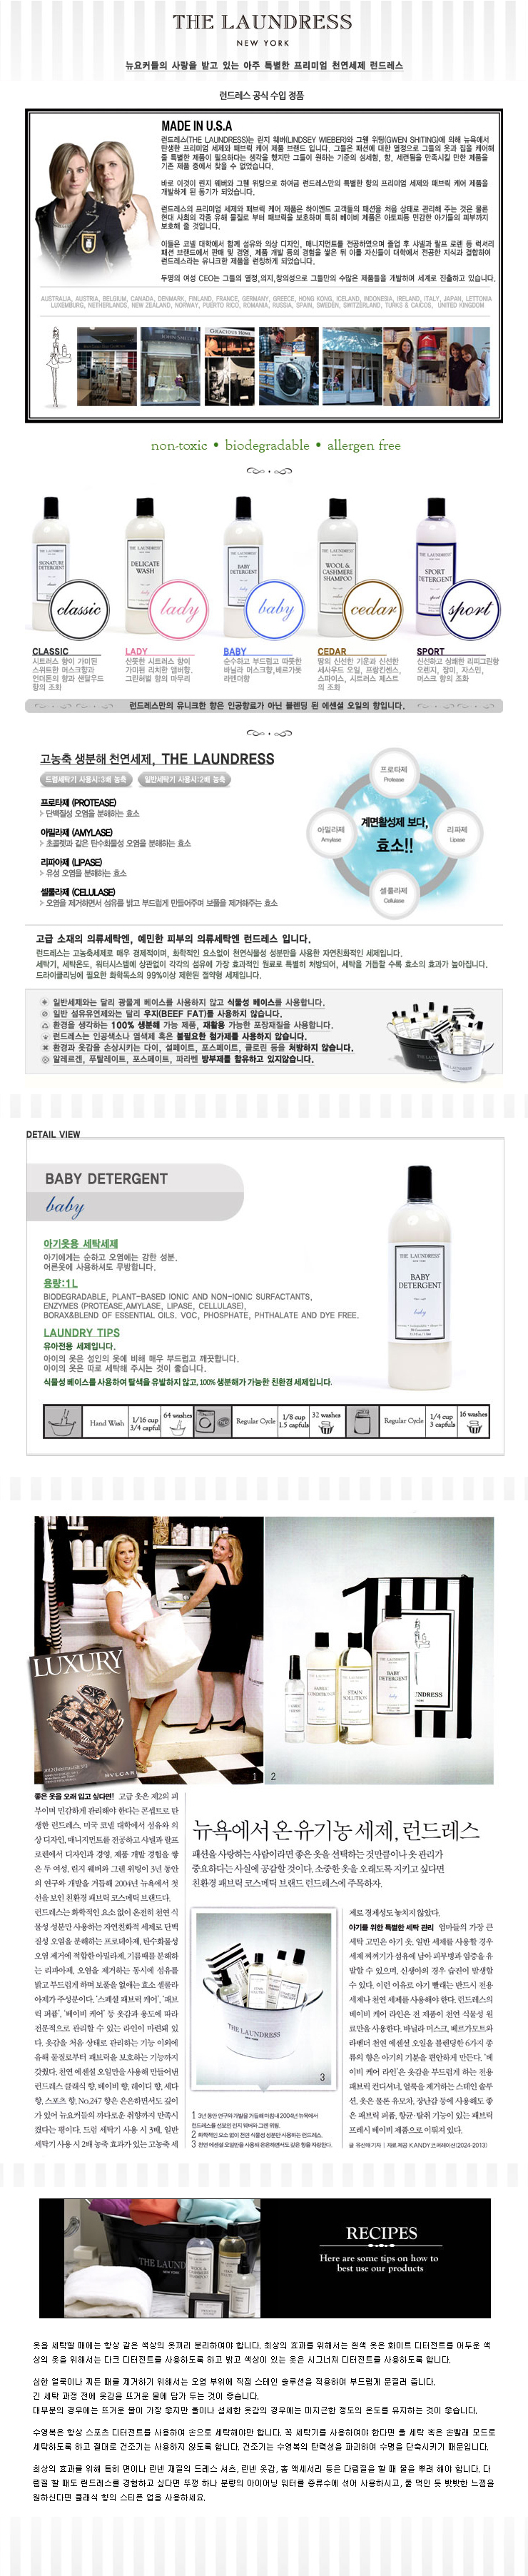 THE LAUNDRESS
NEW YORK
뉴요커들의 사랑을 받고 있는 아주 특별한 프리미엄 천연세제 런드레스
런드레스 공식 수입 정품
MADE IN U.S.A
런드레스(THE LAUNDRESS)는 린지 웨버(LINDSEY WIEBER)와 그웬 위팅(GWEN SHITING)에 의해 뉴욕에서
탄생한 프리미엄 세제와 패브릭 케어 제품 브랜드 입니다. 그들은 패션에 대한 열정으로 그들의 옷과 집을 케어해
줄 특별한 제품이 필요하다는 생각을 했지만 그들이 원하는 기준의 섬세함, 향, 세련됨을 만족시킬 만한 제품을
기존 제품 중에서 찾을 수 없었습니다.
바로 이것이 린지 웨버와 그웬 위팅으로 하여금 런드레스만의 특별한 향의 프리미엄 세제와 패브릭 케어 제품을
개발하게 된 동기가 되었습니다.
런드레스의 프리미엄 세제와 패브릭 케어 제품은 하이엔드 고객들의 패션을 처음 상태로 관리해 주는 것은 물론
현대 사회의 각종 유해 물질로 부터 패브릭을 보호하며 특히 베이비 제품은 아토피등 민감한 아기들의 피부까지
보호해 줄 것입니다.
이들은 코넬 대학에서 함께 섬유와 의상 디자인, 매니지먼트를 전공하였으며 졸업 후 샤넬과 랄프 로렌 등 럭셔리
패션 브랜드에서 판매 및 경영, 제품 개발 등의 경험을 쌓은 뒤 이를 자신들이 대학에서 전공한 지식과 결합하여
런드레스라는 유니크한 제품을 런칭하게 되었습니다.
두명의 여성 CEO는 그들의 열정,의지,창의성으로 그들만의 수많은 제품들을 개발하며 세계로 진출하고 있습니다.
AUSTRALIA, AUSTRIA, BELGIUM, CANADA, DENMARK, FINLAND, FRANCE, GERMANY, GREECE, HONG KONG, ICELAND, INDONESIA, IRELAND, ITALY, JAPAN, LETTONIA
LUXEMBURG, NETHERLANDS, NEW ZEALAND, NORWAY, PUERTO RICO, ROMANIA, RUSSIA, SPAIN, SWEDEN, SWITZERLAND, TURKS & CAICOS, UNITED KINGDOM
non-toxic • biodegradable • allergen free
THE LAUNDRESS SIGNATURE DETERGENT classic
THE LAUNDRESS DELICATE WASH lady
THE LAUNDRESS BABY DETERGENT baby
THE LAUNDRESS WOOL & CASHMERE SHAMPOO cedar
THE LAUNDRESS SPORT DETERGENT sport
CLASSIC
시트러스 향이 가미된
스위트한 머스크향과
언더톤의 향과 샌달우드
향의 조화
LADY
산뜻한 시트러스 향이
가미된 리치한 앰버향,
그린허벌 향의 마무리
BABY
순수하고 부드럽고 따뜻한
바닐라 머스크향,베르가못
라벤더향
CEDAR
땅의 신선한 기운과 신선한
세사우드 오일, 프랑킨센스,
스파이스, 시트러스 제스트
의 조화
SPORT
신선하고 상쾌한 리피그린향
오렌지, 장미, 자스민,
머스크 향의 조화
런드레스만의 유니크한 향은 인공향료가 아닌 블렌딩 된 에센셜 오일의 향입니다.
고농축 생분해 천연세제, THE LAUNDRESS
드럼세탁기 사용시:3배 농축
일반세탁기 사용시:2배 농축
프로타제 (PROTEASE)
> 단백질성 오염을 분해하는 효소
아밀라제 (AMYLASE)
> 초콜렛과 같은 탄수화물성 오염을 분해하는 효소
리파아제 (LIPASE)
> 유성 오염을 분해하는 효소
셀룰라제 (CELULASE)
> 오염을 제거하면서 섬유를 밝고 부드럽게 만들어주며 보풀을 제거해주는 효소
프로타제
Protease
아밀라제
Amylase
계면활성제 보다,
효소!!
리파제
Lipase
셀룰라제
Cellulase
고급 소재의 의류세탁엔, 예민한 피부의 의류세탁엔 런드레스 입니다.
런드레스는 고농축세제로 매우 경제적이며, 화학적인 요소없이 천연식물성 성분만을 사용한 자연친화적인 세제입니다.
세탁기, 세탁온도, 워터시스템에 상관없이 각각의 섬유에 가장 효과적인 원료로 특별히 처방되어, 세탁을 거듭할 수록 효소의 효과가 높아집니다.
드라이클리닝에 필요한 화학독소의 99%이상 제한된 절약형 세제입니다.
일반세제와는 달리 광물계 베이스를 사용하지 않고 식물성 베이스를 사용합니다.
일반 섬유유연제와는 달리 우지(BEEF FAT)를 사용하지 않습니다.
환경을 생각하는 100% 생분해 가능 제품, 재활용 가능한 포장재질을 사용합니다.
런드레스는 인공색소나 염색제 혹은 불필요한 첨가제를 사용하지 않습니다.
환경과 옷감을 손상시키는 다이, 설페이트, 포스페이트, 클로린 등을 처방하지 않습니다.
알레르겐, 푸탈레이트, 포스페이트, 파라벤 방부제를 함유하고 있지않습니다.
DETAIL VIEW
BABY DETERGENT
baby
아기옷용 세탁세제
아기에게는 순하고 오염에는 강한 성분.
어른옷에 사용하셔도 무방합니다.
용량:1L
BIODEGRADABLE, PLANT-BASED IONIC AND NON-IONIC SURFACTANTS,
ENZYMES (PROTEASE,AMYLASE, LIPASE, CELLULASE),
BORAX&BLEND OF ESSENTIAL OILS. VOC, PHOSPHATE, PHTHALATE AND DYE FREE.
LAUNDRY TIPS
유아전용 세제입니다.
아이의 옷은 성인의 옷에 비해 매우 부드럽고 깨끗합니다.
아이의 옷은 따로 세탁해 주시는 것이 좋습니다.
식물성 베이스를 사용하여 탈색을 유발하지 않고, 100% 생분해가 가능한 친환경 세제입니다.
THE LAUNDRESS
BABY
DETERGENT
baby
Hand Wash 1/16 cup 3/4 capfuls 64 washes
Regular Cycle 1/8 cup 1.5 capfuls 32 washes
Regular Cycle 1/4 cup 3 capfuls 16 washes
LUXURY
BVLGARI
1 2
좋은 옷을 오래 입고 싶다면! 고급 옷은 제2의 피
부이며 민감하게 관리해야 한다는 콘셉트로 탄
생한 런드레스. 미국 코넬 대학에서 섬유와 의
상 디자인, 매니지먼트를 전공하고 샤넬과 랄프
로렌에서 디자인과 경영, 제품 개발 경험을 쌓
은 두 여성, 린지 웨버와 그웬 위팅이 3년 동안
의 연구와 개발을 거듭해 2004년 뉴욕에서 첫
선을 보인 친환경 패브릭 코스메틱 브랜드다.
런드레스는 화학적인 요소 없이 온전히 천연 식
물성 성분만 사용하는 자연친화적 세제로 단백
질성 오염을 분해하는 프로테아제, 탄수화물성
오염 제거에 적합한 아밀라제, 기름때를 분해하
는 리파아제, 오염을 제거하는 동시에 섬유를
밝고 부드럽게 하며 보풀을 없애는 효소 셀룰라
아제가 주성분이다. '스페셜 패브릭 케어', '패브
릭 퍼퓸', '베이비 케어' 등 옷감과 용도에 따라
전문적으로 관리할 수 있는 라인이 마련돼 있
다. 옷감을 처음 상태로 관리하는 기능 이외에
유해 물질로부터 패브릭을 보호하는 기능까지
갖췄다. 천연 에센셜 오일만을 사용해 만들어낸
런드레스 클래식 향, 베이비 향, 레이디 향, 세다
향, 스포츠 향, No.247 향은 은은하면서도 깊이
가 있어 뉴요커들의 까다로운 취향까지 만족시
켰다는 평이다. 드럼 세탁기 사용 시 3배, 일반
세탁기 사용 시 2배 농축 효과가 있는 고농축 세
뉴욕에서 온 유기농 세제, 런드레스
패션을 사랑하는 사람이라면 좋은 옷을 선택하는 것만큼이나 옷 관리가
중요하다는 사실에 공감할 것이다. 소중한 옷을 오래도록 지키고 싶다면
친환경 패브릭 코스메틱 브랜드 런드레스에 주목하자.
THE LAUNDRESS
3
1 3년 동안 연구와 개발을 거듭해 마침내 2004년 뉴욕에서
런드레스를 선보인 린지 웨버와 그웬 위팅.
2 화학적인 요소 없이 천연 식물성 성분만 사용하는 런드레스.
3 천연 에센셜 오일만을 사용해 은은하면서도 깊은 향을 자랑한다.
제로 경제성도 놓치지 않았다.
아기를 위한 특별한 세탁 관리 엄마들의 가장 큰
세탁 고민은 아기 옷. 일반 세제를 사용할 경우
세제 찌꺼기가 섬유에 남아 피부병과 염증을 유
발할 수 있으며, 신생아의 경우 습진이 발생할
수 있다. 이런 이유로 아기 빨래는 반드시 전용
세제나 천연 세제를 사용해야 한다. 런드레스의
베이비 케어 라인은 전 제품이 천연 식물성 원
료만을 사용한다. 바닐라 머스크, 베르가모트와
라벤더 천연 에센셜 오일을 블렌딩한 6가지 종
류의 향은 아기의 기분을 편안하게 만든다. '베
이비 케어 라인'은 옷감을 부드럽게 하는 전용
패브릭 컨디셔너, 얼룩을 제거하는 스테인 솔루
션, 옷은 물론 유모차, 장난감 등에 사용해도 좋
은 패브릭 퍼퓸, 항균·탈취 기능이 있는 패브릭
프레시 베이비 제품으로 이뤄져 있다.
글 유선애 기자 | 자료 제공 KANDY코퍼레이션(2024-2013)
RECIPES
Here are some tips on how to
best use our products
옷을 세탁할 때에는 항상 같은 색상의 옷끼리 분리하여야 합니다. 최상의 효과를 위해서는 흰색 옷은 화이트 디터전트를 어두운 색
상의 옷을 위해서는 다크 디터전트를 사용하도록 하고 밝고 색상이 있는 옷은 시그너쳐 디터전트를 사용하도록 합니다.
심한 얼룩이나 찌든 때를 제거하기 위해서는 오염 부위에 직접 스테인 솔루션을 적용하여 부드럽게 문질러 줍니다.
긴 세탁 과정 전에 옷감을 뜨거운 물에 담가 두는 것이 좋습니다.
대부분의 경우에는 뜨거운 물이 가장 좋지만 울이나 섬세한 옷감의 경우에는 미지근한 정도의 온도를 유지하는 것이 좋습니다.
수영복은 항상 스포츠 디터전트를 사용하여 손으로 세탁해야만 합니다. 꼭 세탁기를 사용하여야 한다면 울 세탁 혹은 손빨래 모드로
세탁하도록 하고 결대로 건조기는 사용하지 않도록 합니다. 건조기는 수영복의 탄력성을 파괴하여 수명을 단축시키기 때문입니다.
최상의 효과를 위해 특히 면이나 린넨 재질의 드레스 셔츠, 린넨 옷감, 홈 액세서리 등은 다림질을 할 때 물을 뿌려 해야 합니다. 다
림질 할 때도 런드레스를 경험하고 싶다면 뚜껑 하나 분량의 아이어닝 워터를 증류수에 섞어 사용하시고, 풀 먹인 듯 빳빳한 느낌을
원하신다면 클래식 향의 스티픈 업을 사용하세요.